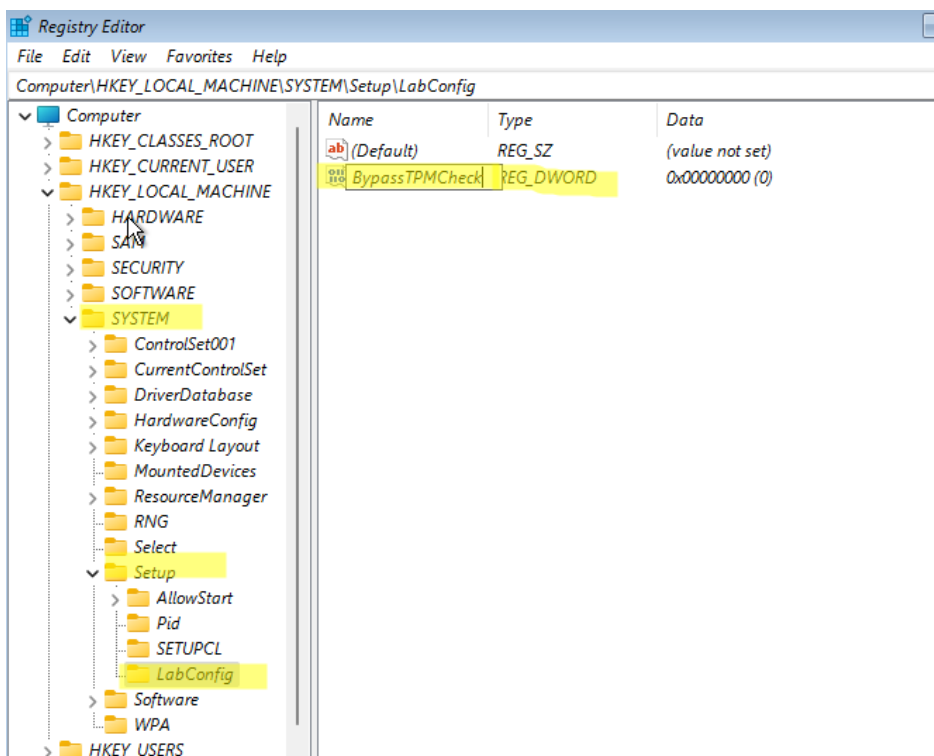 Registry Editor
File Edit View Favorites Help
Computer\HKEY_LOCAL_MACHINE\SYSTEM\Setup\LabConfig
Computer
HKEY_CLASSES_ROOT
HKEY_CURRENT_USER
HKEY_LOCAL_MACHINE
HARDWARE
SAM
SECURITY
SOFTWARE
SYSTEM
ControlSet001
CurrentControlSet
DriverDatabase
HardwareConfig
Keyboard Layout
MountedDevices
ResourceManager
RNG
Select
Setup
AllowStart
Pid
SETUPCL
LabConfig
Software
WPA
HKEY_USERS
Name Type Data
(Default) REG_SZ (value not set)
BypassTPMCheck REG_DWORD 0x00000000 (0)